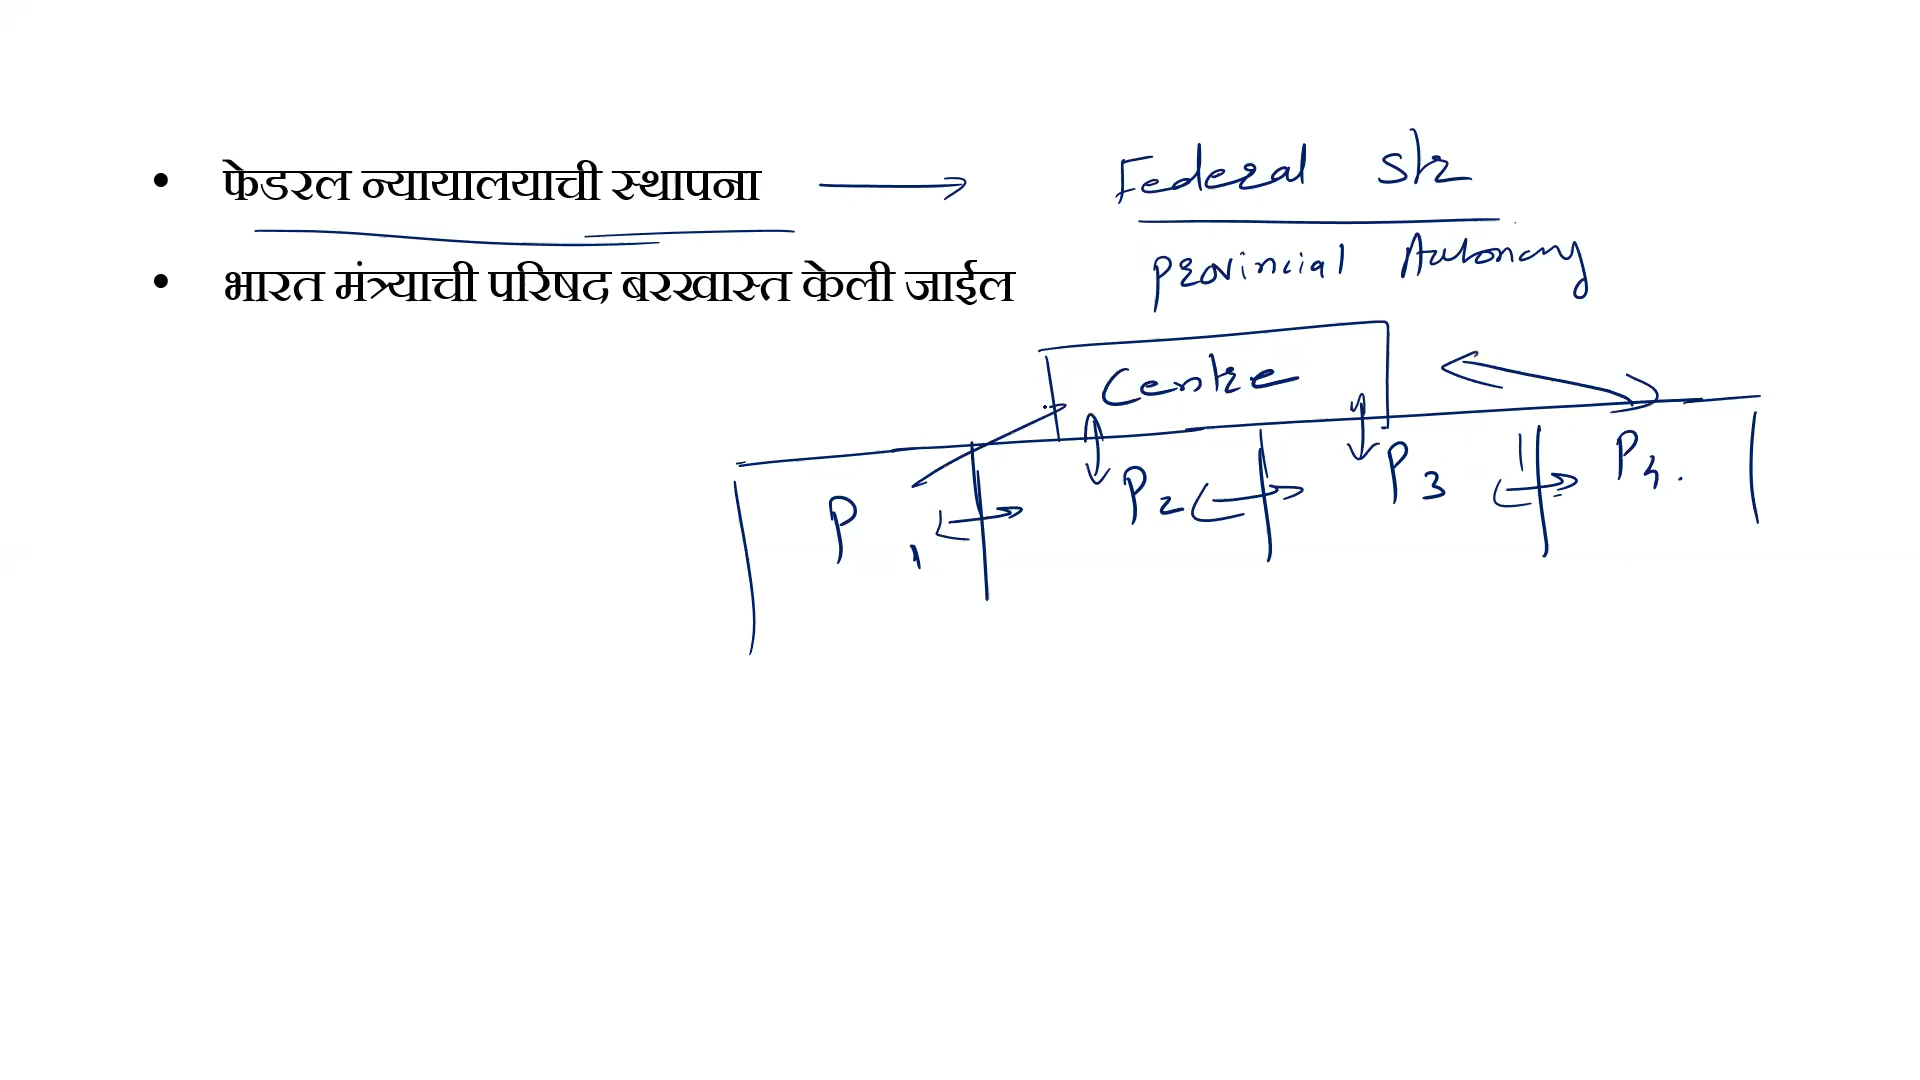 • फेडरल न्यायालयाची स्थापना → Federal Str
Provincial Autonomy
• भारत मंत्र्याची परिषद बरखास्त केली जाईल
Centre
P1 P2 P3 P4.